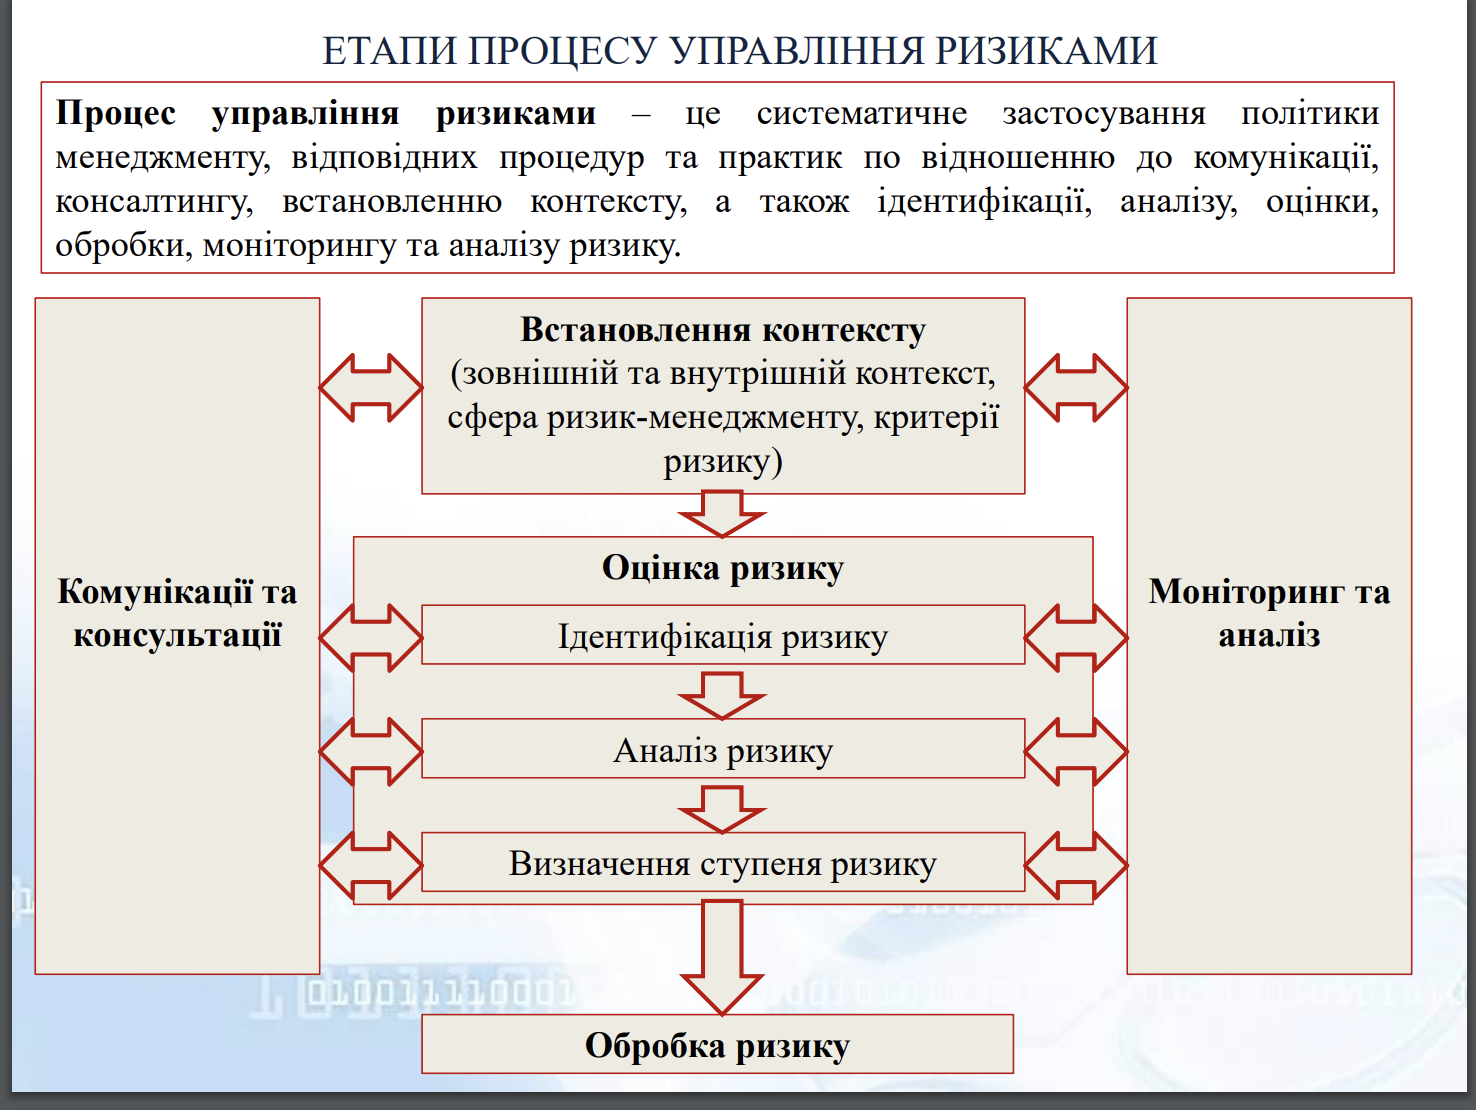 ЕТАПИ ПРОЦЕСУ УПРАВЛІННЯ РИЗИКАМИ
Процес управління ризиками – це систематичне застосування політики
менеджменту, відповідних процедур та практик по відношенню до комунікації,
консалтингу, встановленню контексту, а також ідентифікації, аналізу, оцінки,
обробки, моніторингу та аналізу ризику.
Встановлення контексту
(зовнішній та внутрішній контекст,
сфера ризик-менеджменту, критерії
ризику)
Комунікації та
консультації
Оцінка ризику
Ідентифікація ризику
Аналіз ризику
Визначення ступеня ризику
Моніторинг та
аналіз
Обробка ризику